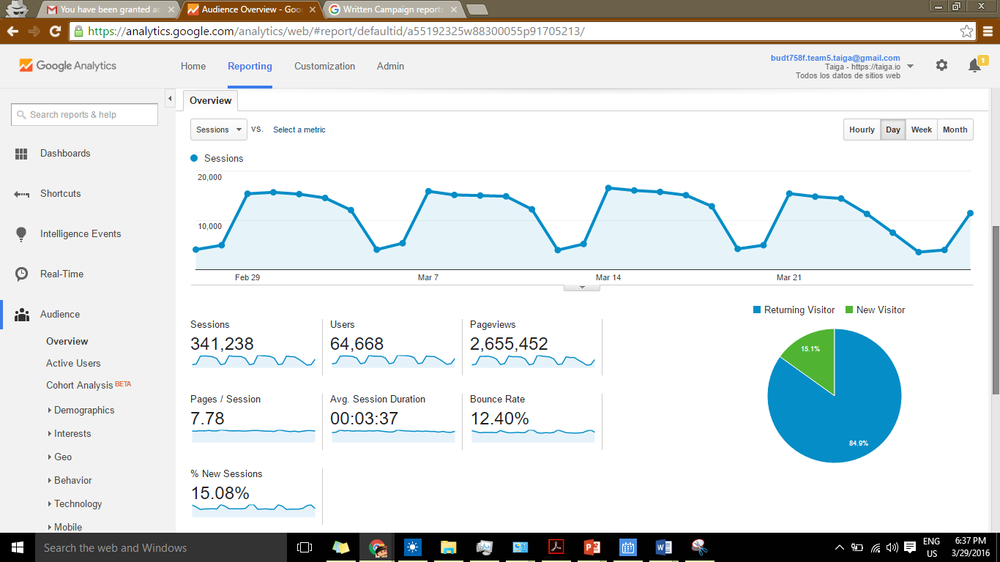 You have been granted ac
Audience Overview - Goo
Written Campaign reports
https://analytics.google.com/analytics/web/#report/defaultid/a55192325w88300055p91705213/
Google Analytics
Home
Reporting
Customization
Admin
budt758f.team5.taiga@gmail.com
Taiga - https://taiga.io
Todos los datos de sitios web
1
Search reports & help
Dashboards
Shortcuts
Intelligence Events
Real-Time
Audience
Overview
Active Users
Cohort Analysis BETA
Demographics
Interests
Geo
Behavior
Technology
Mobile
Overview
Sessions VS. Select a metric
Hourly Day Week Month
Sessions
20,000
10,000
Feb 29 Mar 7 Mar 14 Mar 21
Returning Visitor New Visitor
15.1%
84.9%
Sessions
341,238
Users
64,668
Pageviews
2,655,452
Pages / Session
7.78
Avg. Session Duration
00:03:37
Bounce Rate
12.40%
% New Sessions
15.08%
Search the web and Windows
ENG
US
6:37 PM
3/29/2016